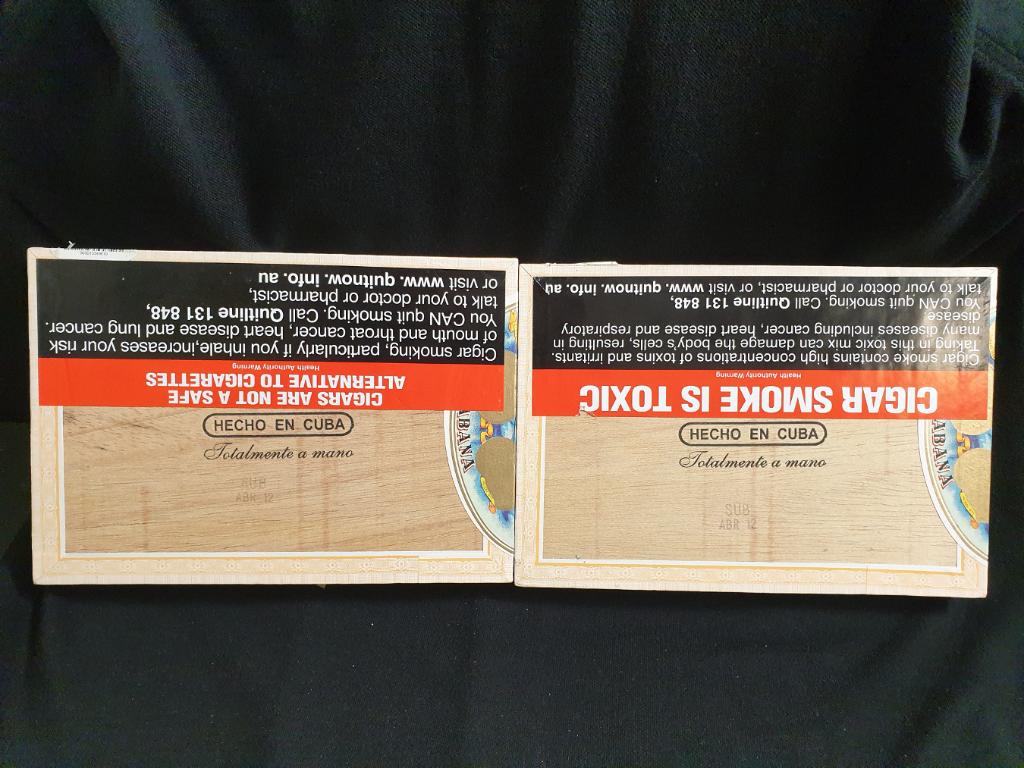 CIGARS ARE NOT A SAFE
ALTERNATIVE TO CIGARETTES
Health Authority Warning
Cigar smoking, particularly if you inhale,increases your risk
of mouth and throat cancer, heart disease and lung cancer.
You CAN quit smoking. Call Quitline 131 848,
talk to your doctor or pharmacist,
or visit www. quitnow. info. au
HECHO EN CUBA
Totalmente a mano
SUB
ABR 12
ABANA
CIGAR SMOKE IS TOXIC
Health Authority Warning
Cigar smoke contains high concentrations of toxins and irritants.
Taking in this toxic mix can damage the body's cells, resulting in
many diseases including cancer, heart disease and respiratory
disease
You CAN quit smoking. Call Quitline 131 848,
talk to your doctor or pharmacist, or visit www. quitnow. info. au
HECHO EN CUBA
Totalmente a mano
SUB
ABR 12
ABANA